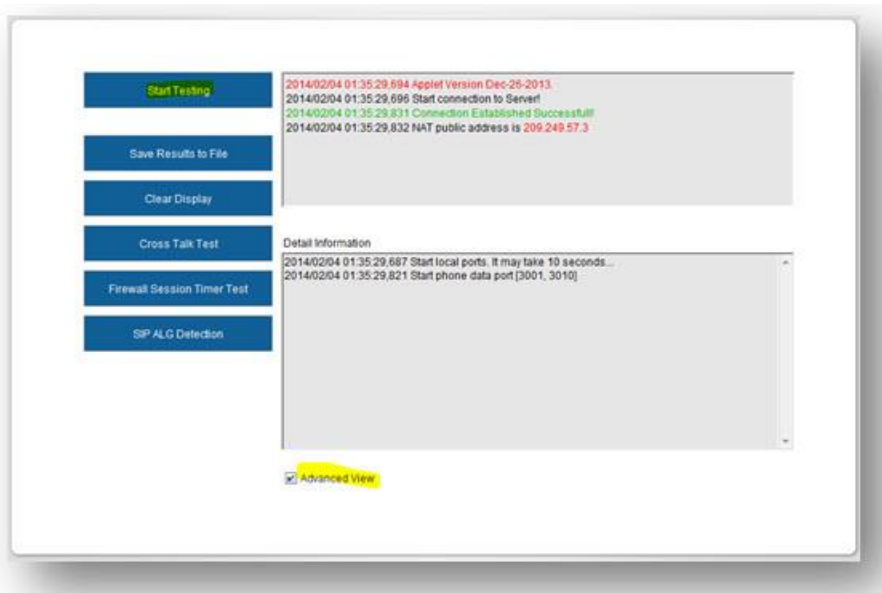 Start Testing
Save Results to File
Clear Display
Cross Talk Test
Firewall Session Timer Test
SIP ALG Detection
2014/02/04 01:35:29,694 Applet Version Dec-26-2013.
2014/02/04 01:35:29,696 Start connection to Server!
2014/02/04 01:35:29,831 Connection Established Successful!!
2014/02/04 01:35:29,832 NAT public address is 209.249.57.3
Detail Information
2014/02/04 01:35:29,687 Start local ports. It may take 10 seconds...
2014/02/04 01:35:29,821 Start phone data port [3001, 3010]
Advanced View